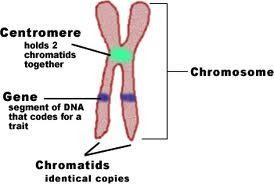 Centromere
holds 2
chromatids
together
Chromosome
Gene
segment of DNA
that codes for a
trait
Chromatids
identical copies